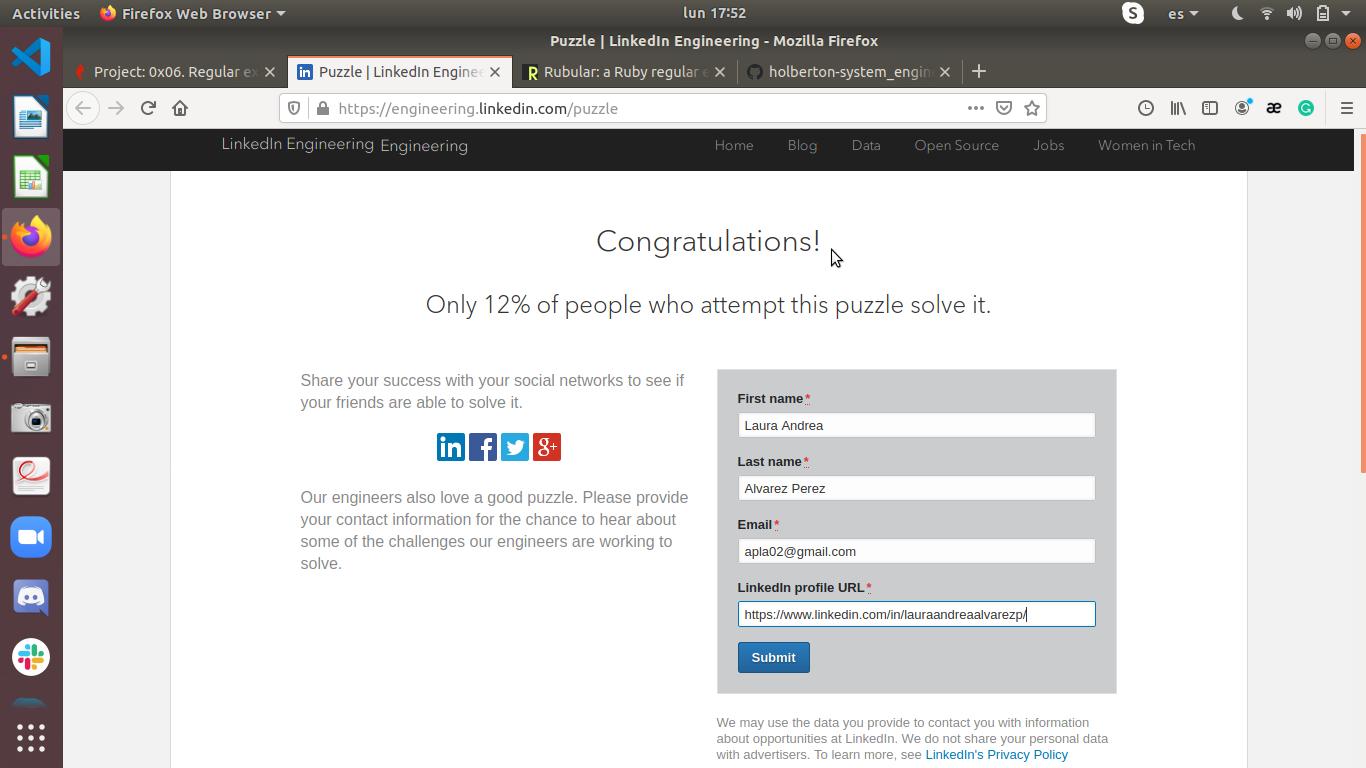 Activities Firefox Web Browser lun 17:52 es
Puzzle | LinkedIn Engineering - Mozilla Firefox
Project: 0x06. Regular ex Puzzle | LinkedIn Enginee Rubular: a Ruby regular e holberton-system_engin
https://engineering.linkedin.com/puzzle
LinkedIn Engineering Engineering Home Blog Data Open Source Jobs Women in Tech
Congratulations!
Only 12% of people who attempt this puzzle solve it.
Share your success with your social networks to see if
your friends are able to solve it.
Our engineers also love a good puzzle. Please provide
your contact information for the chance to hear about
some of the challenges our engineers are working to
solve.
First name*
Laura Andrea
Last name*
Alvarez Perez
Email*
apla02@gmail.com
LinkedIn profile URL*
https://www.linkedin.com/in/lauraandreaalvarezp/
Submit
We may use the data you provide to contact you with information
about opportunities at LinkedIn. We do not share your personal data
with advertisers. To learn more, see LinkedIn's Privacy Policy